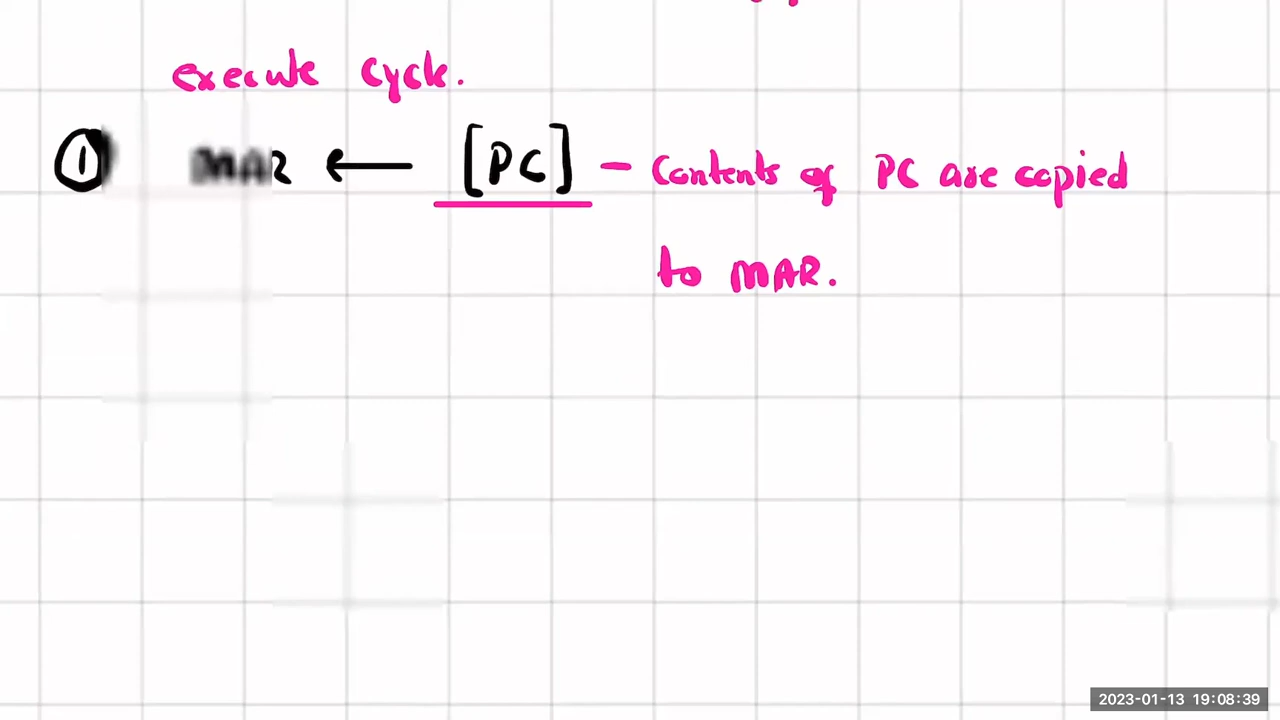 execute cycle.
① MAR ← [PC] – Contents of PC are copied
to MAR.
2023-01-13 19:08:39